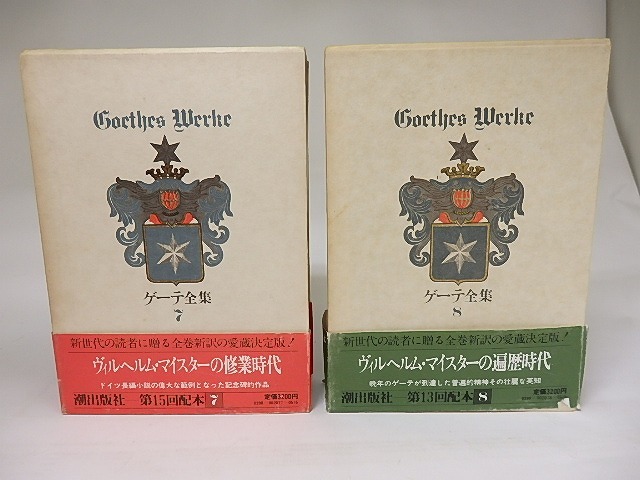 Goethes Werke
ゲーテ全集
7
新世代の読者に贈る全巻新訳の愛蔵決定版!
ヴィルヘルム・マイスターの修業時代
ドイツ長編小説の偉大な範例となった記念碑的作品
定価3200円
潮出版社 第15回配本 7
Goethes Werke
ゲーテ全集
8
新世代の読者に贈る全巻新訳の愛蔵決定版!
ヴィルヘルム・マイスターの遍歴時代
晩年のゲーテが到達した普遍的精神その壮麗な英知
定価3200円
潮出版社 第13回配本 8